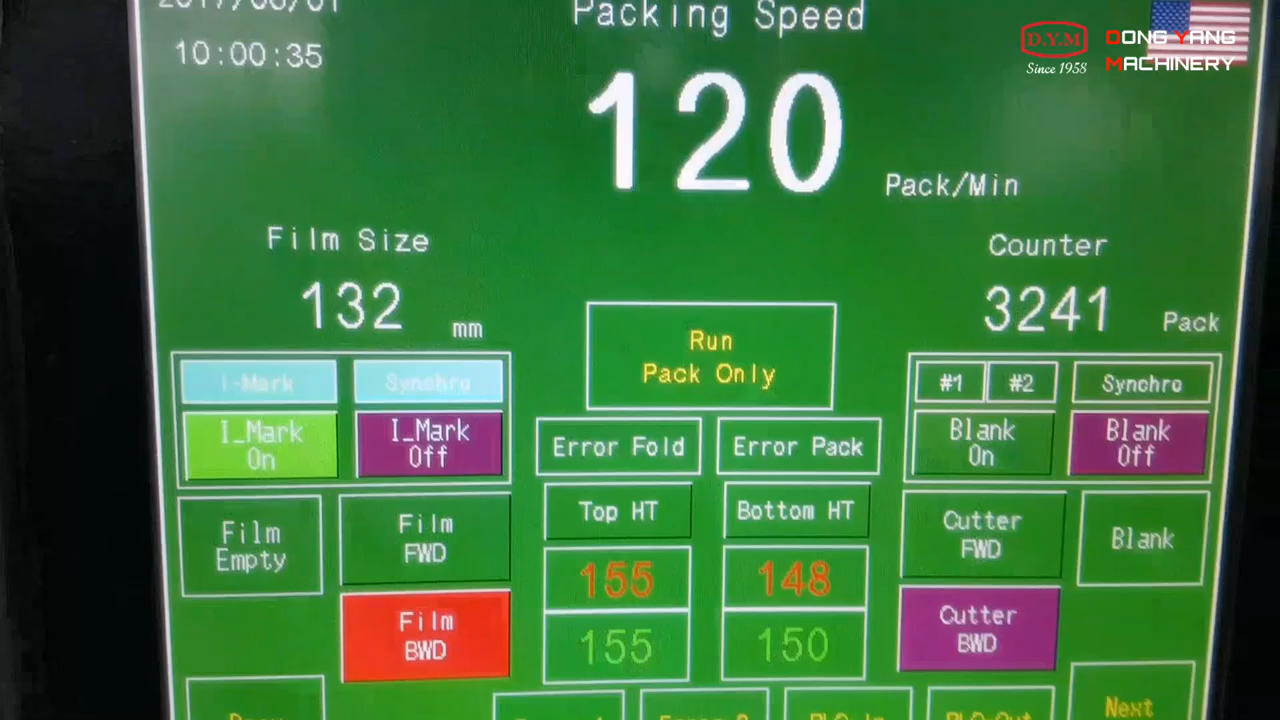 10:00:35
Packing Speed
D.Y.M
Since 1958
DONG YANG
MACHINERY
120
Pack/Min
Film Size
132 mm
Counter
3241 Pack
Run
Pack Only
I-Mark
Synchro
I_Mark
On
I_Mark
Off
Error Fold
Error Pack
#1
#2
Synchro
Blank
On
Blank
Off
Film
Empty
Film
FWD
Top HT
Bottom HT
Cutter
FWD
Blank
155
148
Film
BWD
155
150
Cutter
BWD
Next